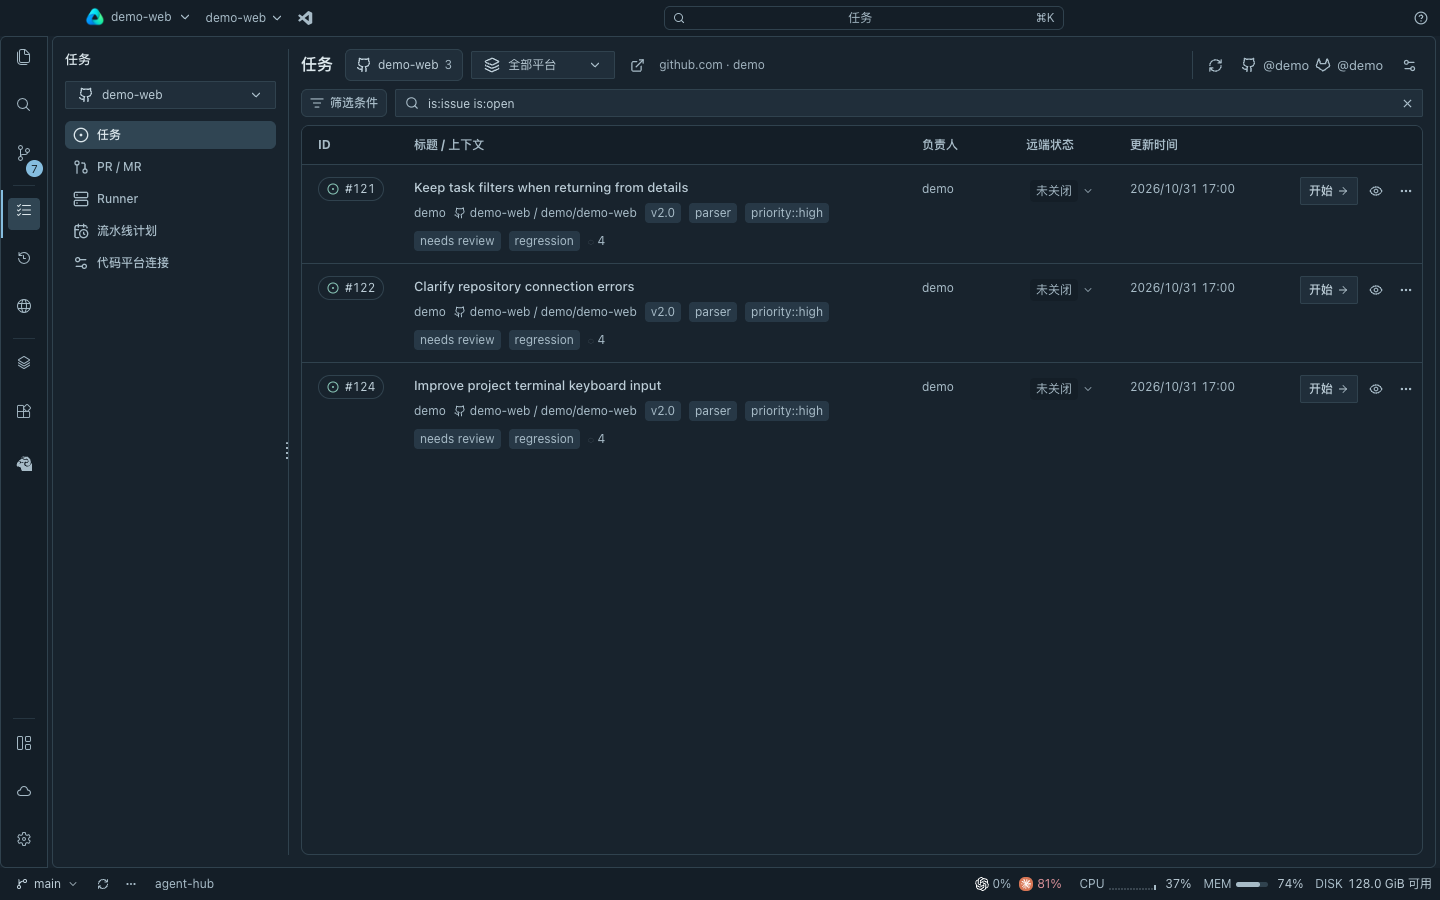 demo-web demo-web 任务 ⌘K
任务
demo-web
任务
PR / MR
Runner
流水线计划
代码平台连接
7
任务 demo-web 3 全部平台 github.com · demo @demo @demo
筛选条件 is:issue is:open
ID 标题 / 上下文 负责人 远端状态 更新时间
#121 Keep task filters when returning from details demo 未关闭 2026/10/31 17:00 开始
demo demo-web / demo/demo-web v2.0 parser priority::high
needs review regression 4
#122 Clarify repository connection errors demo 未关闭 2026/10/31 17:00 开始
demo demo-web / demo/demo-web v2.0 parser priority::high
needs review regression 4
#124 Improve project terminal keyboard input demo 未关闭 2026/10/31 17:00 开始
demo demo-web / demo/demo-web v2.0 parser priority::high
needs review regression 4
main agent-hub 0% 81% CPU 37% MEM 74% DISK 128.0 GiB 可用